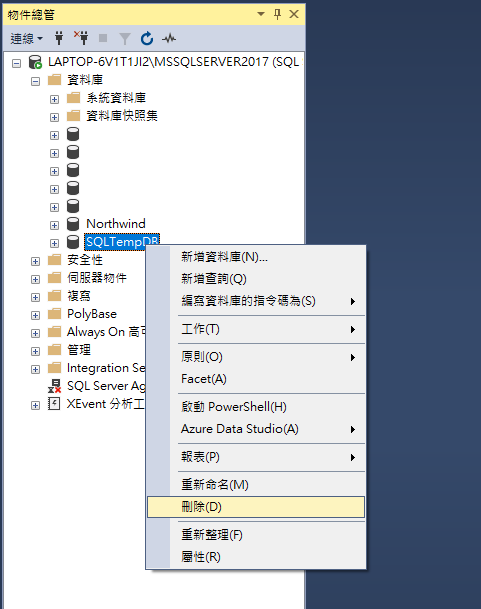 物件總管
連線
LAPTOP-6V1T1JI2\MSSQLSERVER2017 (SQL
資料庫
系統資料庫
資料庫快照集
Northwind
SQLTempDB
安全性
伺服器物件
複寫
PolyBase
Always On 高可
管理
Integration Se
SQL Server Ag
XEvent 分析工
新增資料庫(N)...
新增查詢(Q)
編寫資料庫的指令碼為(S)
工作(T)
原則(O)
Facet(A)
啟動 PowerShell(H)
Azure Data Studio(A)
報表(P)
重新命名(M)
刪除(D)
重新整理(F)
屬性(R)